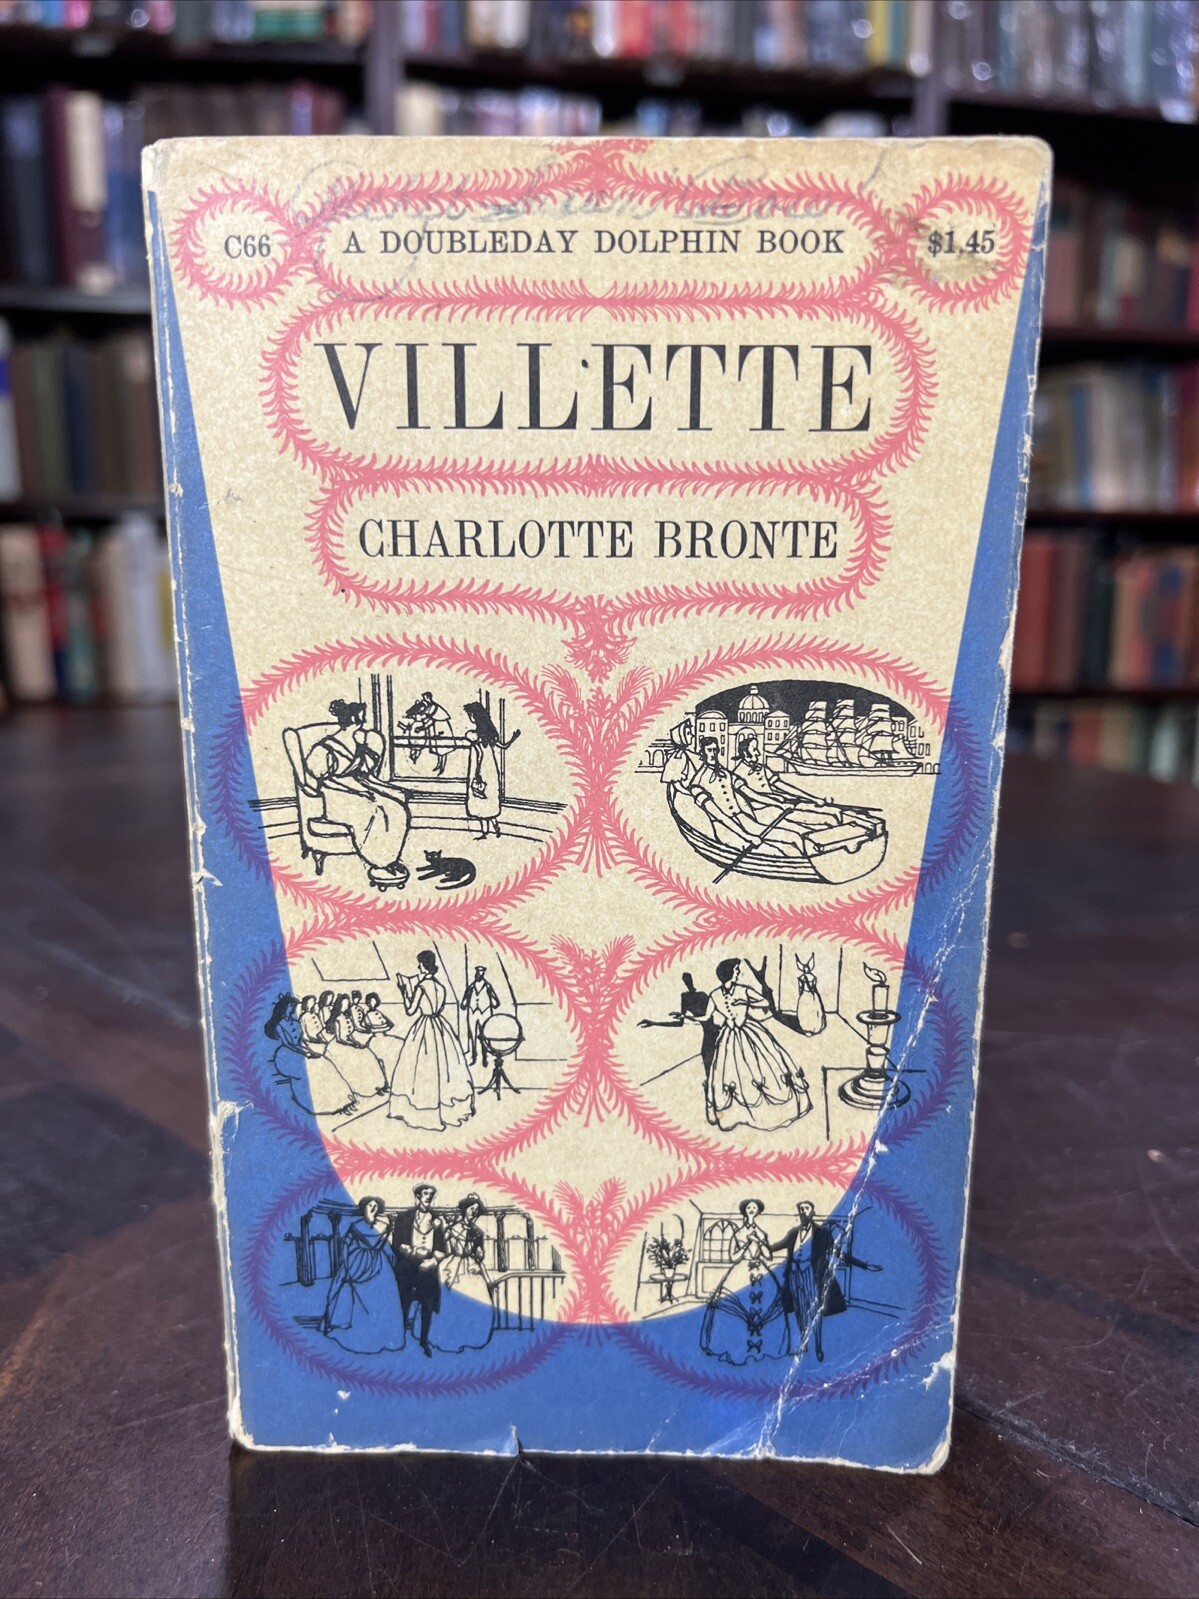 C66 A DOUBLEDAY DOLPHIN BOOK $1.45
VILLETTE
CHARLOTTE BRONTE